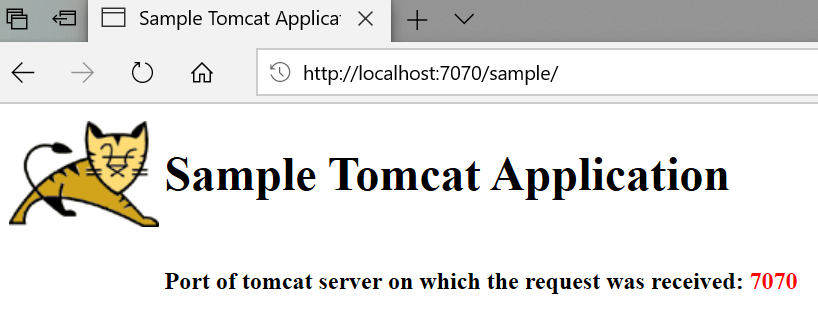 Sample Tomcat Applica
http://localhost:7070/sample/
Sample Tomcat Application
Port of tomcat server on which the request was received: 7070